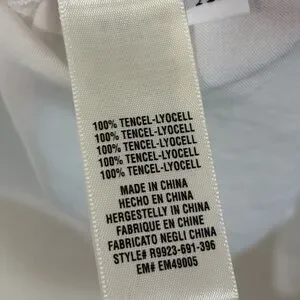 100% TENCEL-LYOCELL
100% TENCEL-LYOCELL
100% TENCEL-LYOCELL
100% TENCEL-LYOCELL
100% TENCEL-LYOCELL
MADE IN CHINA
HECHO EN CHINA
HERGESTELLY IN CHINA
FABRIQUE EN CHINE
FABRICATO NEGLI CHINA
STYLE# R9923-691-396
EM# EM49005